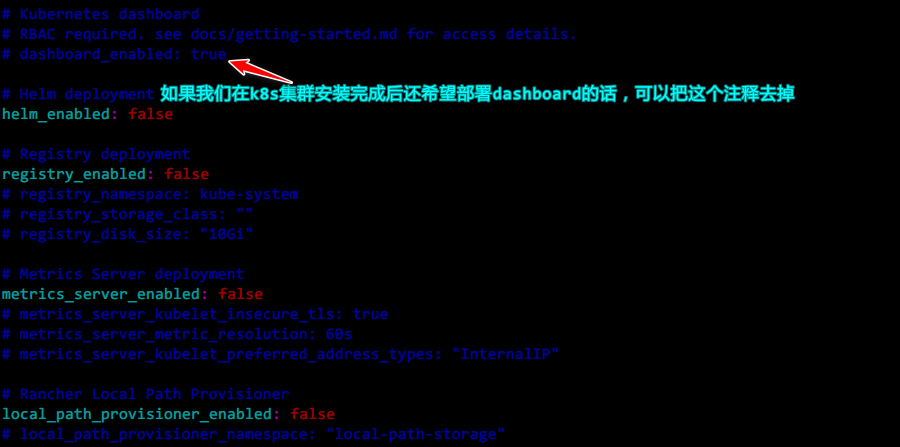 # Kubernetes dashboard
# RBAC required. see docs/getting-started.md for access details.
# dashboard_enabled: true
# Helm deployment 如果我们在k8s集群安装完成后还希望部署dashboard的话，可以把这个注释去掉
helm_enabled: false
# Registry deployment
registry_enabled: false
# registry_namespace: kube-system
# registry_storage_class: ""
# registry_disk_size: "10Gi"
# Metrics Server deployment
metrics_server_enabled: false
# metrics_server_kubelet_insecure_tls: true
# metrics_server_metric_resolution: 60s
# metrics_server_kubelet_preferred_address_types: "InternalIP"
# Rancher Local Path Provisioner
local_path_provisioner_enabled: false
# local_path_provisioner_namespace: "local-path-storage"